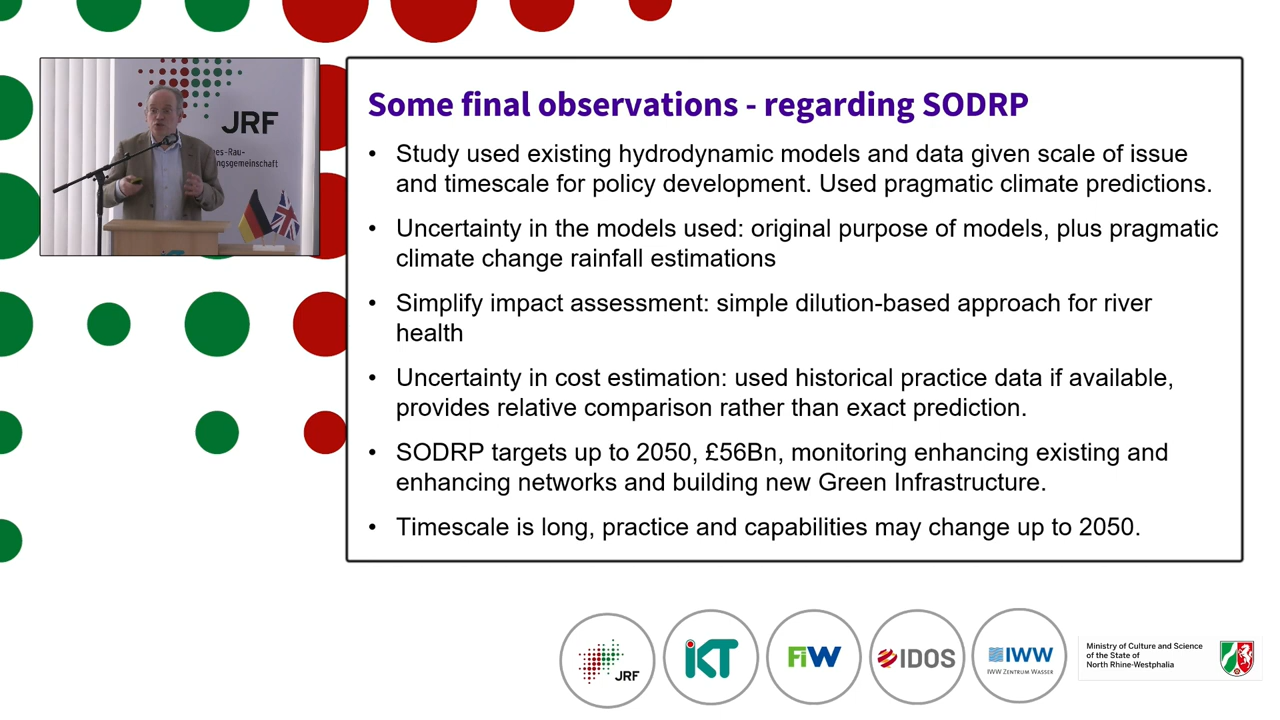 JRF
es-Rau-
ngsgemeinschaft
Some final observations - regarding SODRP
• Study used existing hydrodynamic models and data given scale of issue
and timescale for policy development. Used pragmatic climate predictions.
• Uncertainty in the models used: original purpose of models, plus pragmatic
climate change rainfall estimations
• Simplify impact assessment: simple dilution-based approach for river
health
• Uncertainty in cost estimation: used historical practice data if available,
provides relative comparison rather than exact prediction.
• SODRP targets up to 2050, £56Bn, monitoring enhancing existing and
enhancing networks and building new Green Infrastructure.
• Timescale is long, practice and capabilities may change up to 2050.
JRF
iKT
FiW
IDOS
IWW
IWW ZENTRUM WASSER
Ministry of Culture and Science
of the State of
North Rhine-Westphalia